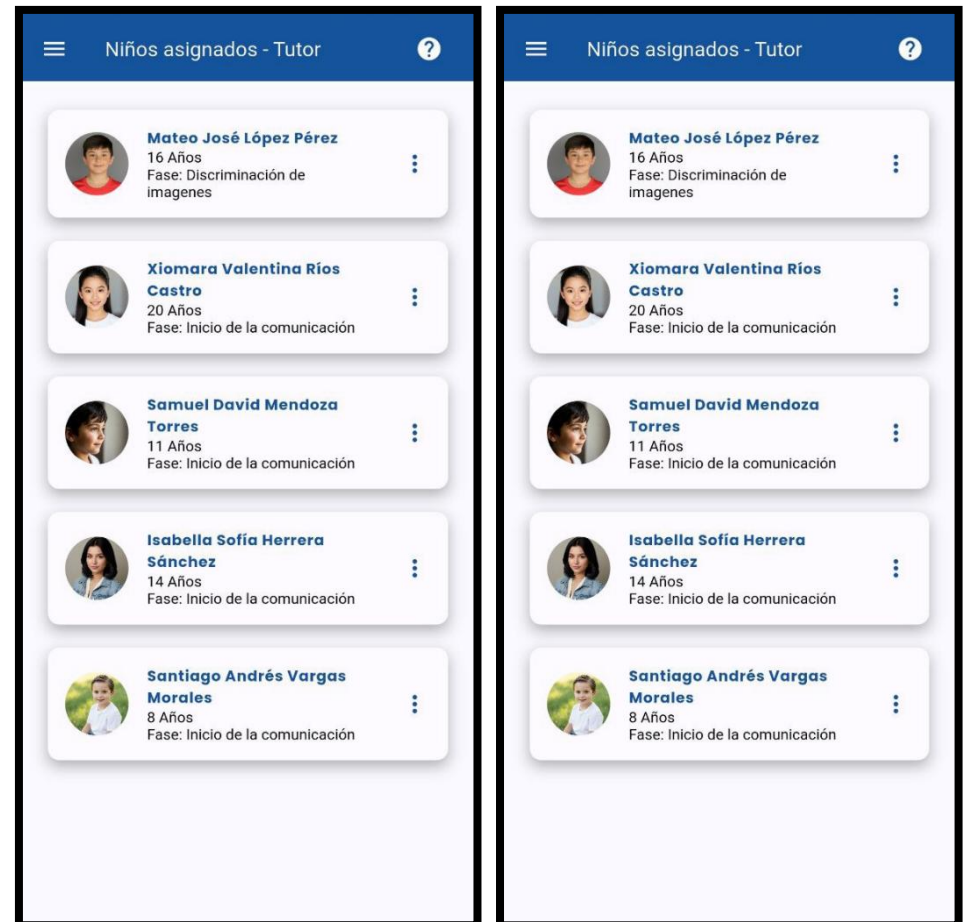 Niños asignados - Tutor
Mateo José López Pérez
16 Años
Fase: Discriminación de
imagenes
Xiomara Valentina Ríos
Castro
20 Años
Fase: Inicio de la comunicación
Samuel David Mendoza
Torres
11 Años
Fase: Inicio de la comunicación
Isabella Sofía Herrera
Sánchez
14 Años
Fase: Inicio de la comunicación
Santiago Andrés Vargas
Morales
8 Años
Fase: Inicio de la comunicación
Niños asignados - Tutor
Mateo José López Pérez
16 Años
Fase: Discriminación de
imagenes
Xiomara Valentina Ríos
Castro
20 Años
Fase: Inicio de la comunicación
Samuel David Mendoza
Torres
11 Años
Fase: Inicio de la comunicación
Isabella Sofía Herrera
Sánchez
14 Años
Fase: Inicio de la comunicación
Santiago Andrés Vargas
Morales
8 Años
Fase: Inicio de la comunicación